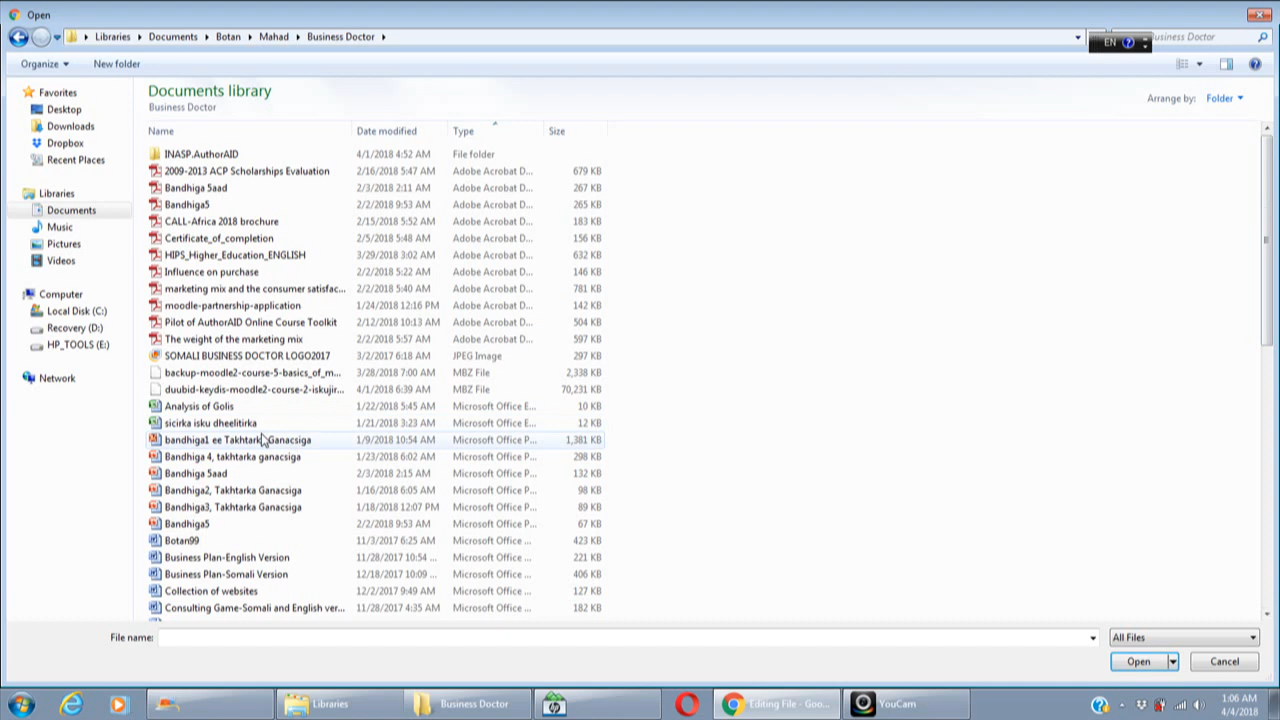 Open
Libraries Documents Botan Mahad Business Doctor
EN
Business Doctor
Organize New folder
Favorites
Desktop
Downloads
Dropbox
Recent Places
Libraries
Documents
Music
Pictures
Videos
Computer
Local Disk (C:)
Recovery (D:)
HP_TOOLS (E:)
Network
Documents library
Business Doctor
Arrange by: Folder
Name Date modified Type Size
INASP.AuthorAID 4/1/2018 4:52 AM File folder
2009-2013 ACP Scholarships Evaluation 2/16/2018 5:47 AM Adobe Acrobat D... 679 KB
Bandhiga 5aad 2/3/2018 2:11 AM Adobe Acrobat D... 267 KB
Bandhiga5 2/2/2018 9:53 AM Adobe Acrobat D... 265 KB
CALL-Africa 2018 brochure 2/15/2018 5:52 AM Adobe Acrobat D... 183 KB
Certificate_of_completion 2/5/2018 5:48 AM Adobe Acrobat D... 156 KB
HIPS_Higher_Education_ENGLISH 3/29/2018 3:02 AM Adobe Acrobat D... 632 KB
Influence on purchase 2/2/2018 5:22 AM Adobe Acrobat D... 146 KB
marketing mix and the consumer satisfac... 2/2/2018 5:40 AM Adobe Acrobat D... 781 KB
moodle-partnership-application 1/24/2018 12:16 PM Adobe Acrobat D... 142 KB
Pilot of AuthorAID Online Course Toolkit 2/12/2018 10:13 AM Adobe Acrobat D... 504 KB
The weight of the marketing mix 2/2/2018 5:57 AM Adobe Acrobat D... 597 KB
SOMALI BUSINESS DOCTOR LOGO2017 3/2/2017 6:18 AM JPEG Image 297 KB
backup-moodle2-course-5-basics_of_m... 3/28/2018 7:00 AM MBZ File 2,338 KB
duubid-keydis-moodle2-course-2-iskujir... 4/1/2018 6:39 AM MBZ File 70,231 KB
Analysis of Golis 1/22/2018 5:45 AM Microsoft Office E... 10 KB
sicirka isku dheelitirka 1/21/2018 3:23 AM Microsoft Office E... 12 KB
bandhiga1 ee Takhtarka Ganacsiga 1/9/2018 10:54 AM Microsoft Office P... 1,381 KB
Bandhiga 4, takhtarka ganacsiga 1/23/2018 6:02 AM Microsoft Office P... 298 KB
Bandhiga 5aad 2/3/2018 2:15 AM Microsoft Office P... 132 KB
Bandhiga2, Takhtarka Ganacsiga 1/16/2018 6:05 AM Microsoft Office P... 98 KB
Bandhiga3, Takhtarka Ganacsiga 1/18/2018 12:07 PM Microsoft Office P... 89 KB
Bandhiga5 2/2/2018 9:53 AM Microsoft Office P... 67 KB
Botan99 11/3/2017 6:25 AM Microsoft Office ... 423 KB
Business Plan-English Version 11/28/2017 10:54 ... Microsoft Office ... 221 KB
Business Plan-Somali Version 12/18/2017 10:09 ... Microsoft Office ... 406 KB
Collection of websites 12/2/2017 9:49 AM Microsoft Office ... 127 KB
Consulting Game-Somali and English ver... 11/28/2017 4:35 AM Microsoft Office ... 182 KB
File name:
All Files
Open Cancel
Libraries
Business Doctor
Editing File - Goo...
YouCam
1:06 AM
4/4/2018